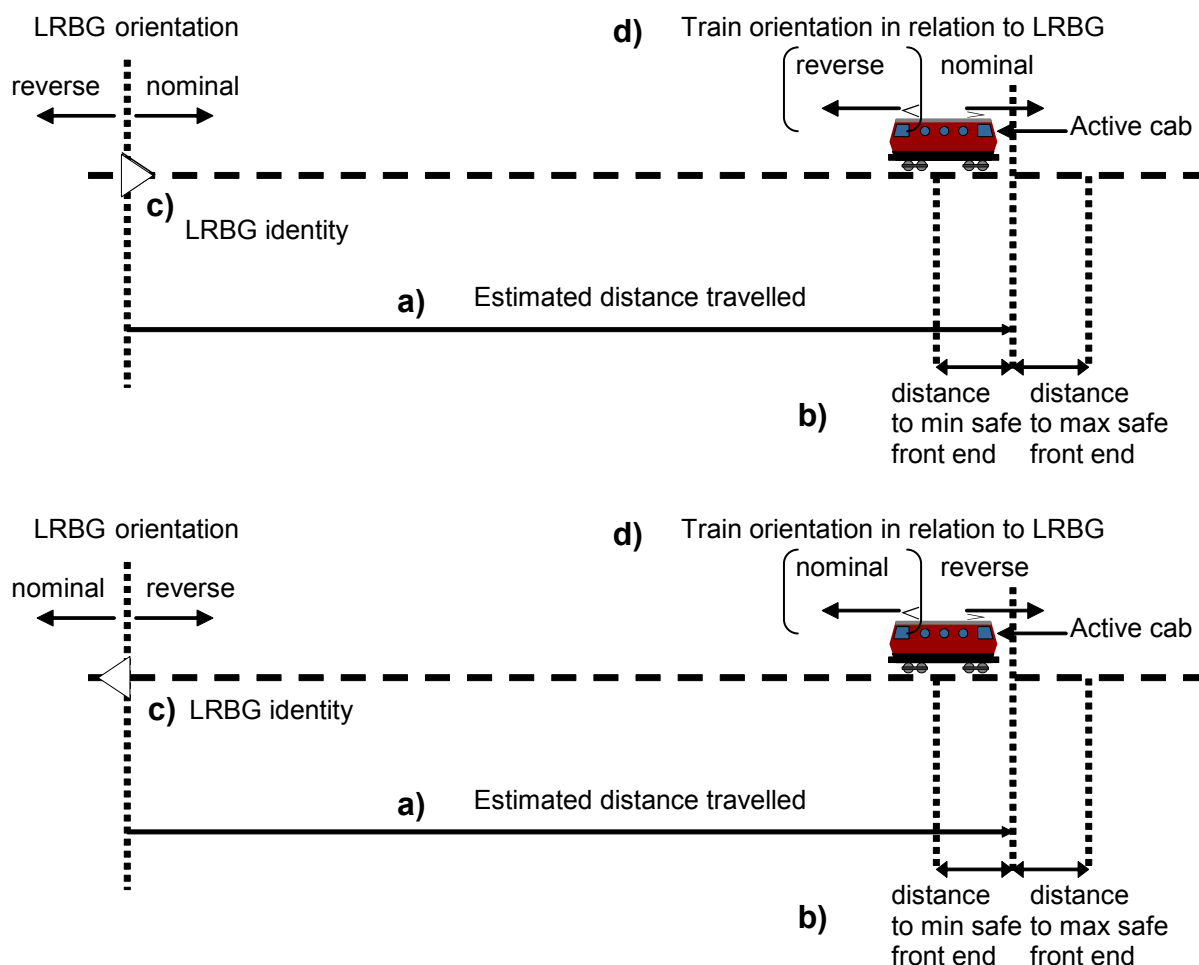 LRBG orientation
d) Train orientation in relation to LRBG
reverse nominal
reverse nominal
Active cab
c) LRBG identity
a) Estimated distance travelled
b)
distance
to min safe
front end
distance
to max safe
front end
LRBG orientation
d) Train orientation in relation to LRBG
nominal reverse
nominal reverse
Active cab
c) LRBG identity
a) Estimated distance travelled
b)
distance
to min safe
front end
distance
to max safe
front end